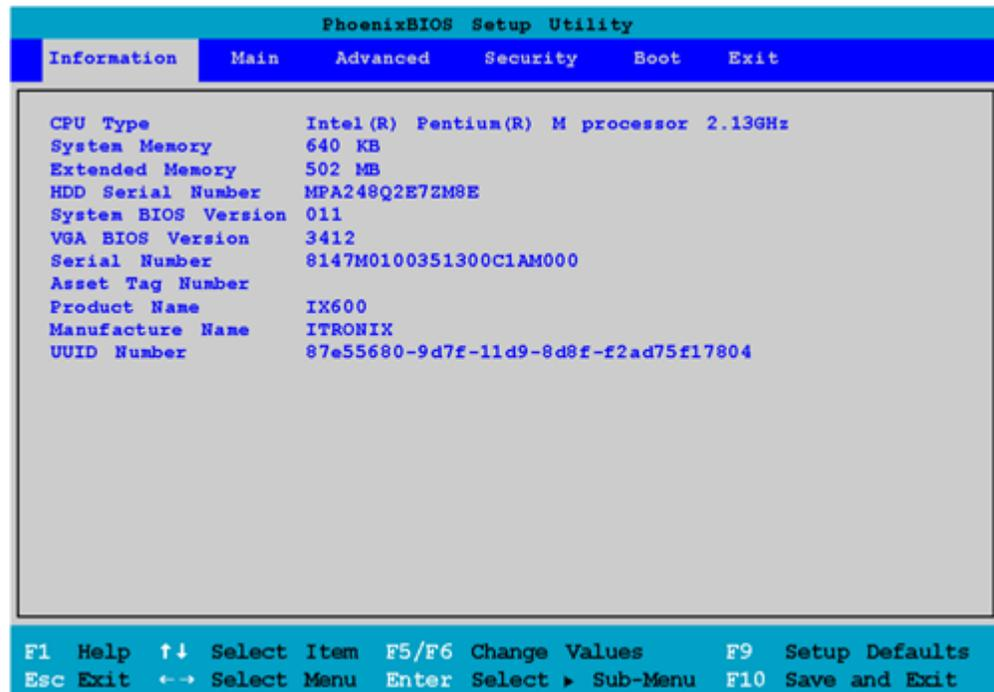 PhoenixBIOS Setup Utility
Information Main Advanced Security Boot Exit
CPU Type Intel(R) Pentium(R) M processor 2.13GHz
System Memory 640 KB
Extended Memory 502 MB
HDD Serial Number MPA248Q2E7ZM8E
System BIOS Version 011
VGA BIOS Version 3412
Serial Number 8147M0100351300C1AM000
Asset Tag Number
Product Name IX600
Manufacture Name ITRONIX
UUID Number 87e55680-9d7f-11d9-8d8f-f2ad75f17804
F1 Help ↑↓ Select Item F5/F6 Change Values F9 Setup Defaults
Esc Exit ←→ Select Menu Enter Select ▶ Sub-Menu F10 Save and Exit